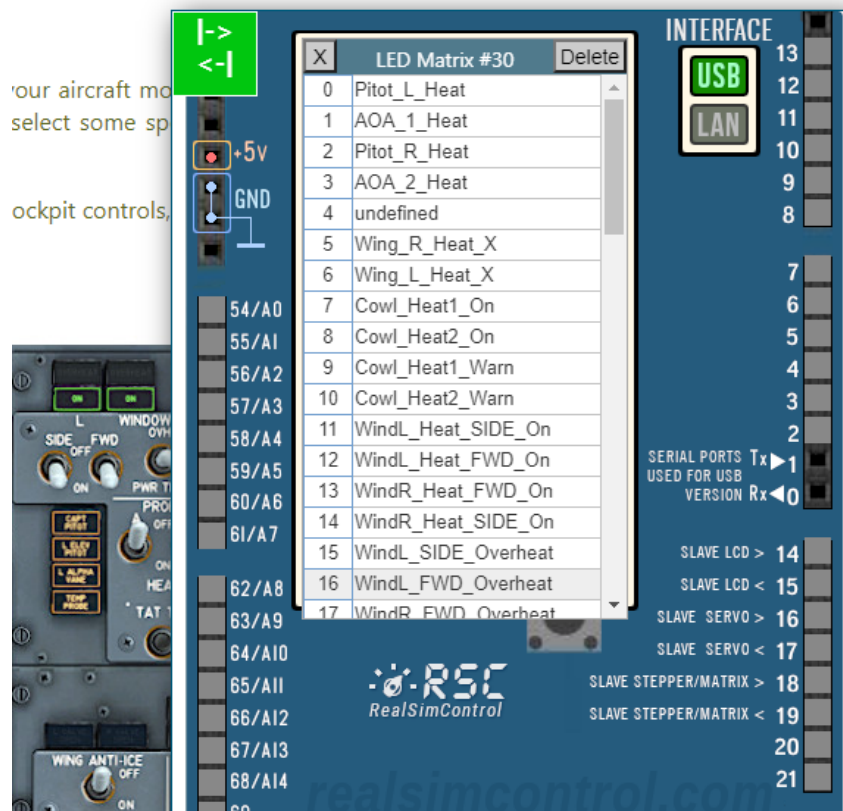 |->
<-|
our aircraft mo
select some sp
ockpit controls,
X LED Matrix #30 Delete
0 Pitot_L_Heat
1 AOA_1_Heat
2 Pitot_R_Heat
3 AOA_2_Heat
4 undefined
5 Wing_R_Heat_X
6 Wing_L_Heat_X
7 Cowl_Heat1_On
8 Cowl_Heat2_On
9 Cowl_Heat1_Warn
10 Cowl_Heat2_Warn
11 WindL_Heat_SIDE_On
12 WindL_Heat_FWD_On
13 WindR_Heat_FWD_On
14 WindR_Heat_SIDE_On
15 WindL_SIDE_Overheat
16 WindL_FWD_Overheat
17 WindR_FWD_Overheat
INTERFACE
USB
LAN
+5v
GND
13
12
11
10
9
8
7
6
5
4
3
2
SERIAL PORTS Tx 1
USED FOR USB
VERSION Rx 0
SLAVE LCD > 14
SLAVE LCD < 15
SLAVE SERVO > 16
SLAVE SERVO < 17
SLAVE STEPPER/MATRIX > 18
SLAVE STEPPER/MATRIX < 19
20
21
54/A0
55/A1
56/A2
57/A3
58/A4
59/A5
60/A6
61/A7
62/A8
63/A9
64/A10
65/A11
66/A12
67/A13
68/A14
RSC
RealSimControl
realsimcontrol.com
ON ON
L WINDOW
OVH
SIDE FWD
OFF
ON
PWR T
PRO
OFF
ON
HEA
TAT T
CAPT
PITOT
L ELEV
PITOT
L ALPHA
VANE
TEMP
PROBE
WING ANTI-ICE
OFF
ON